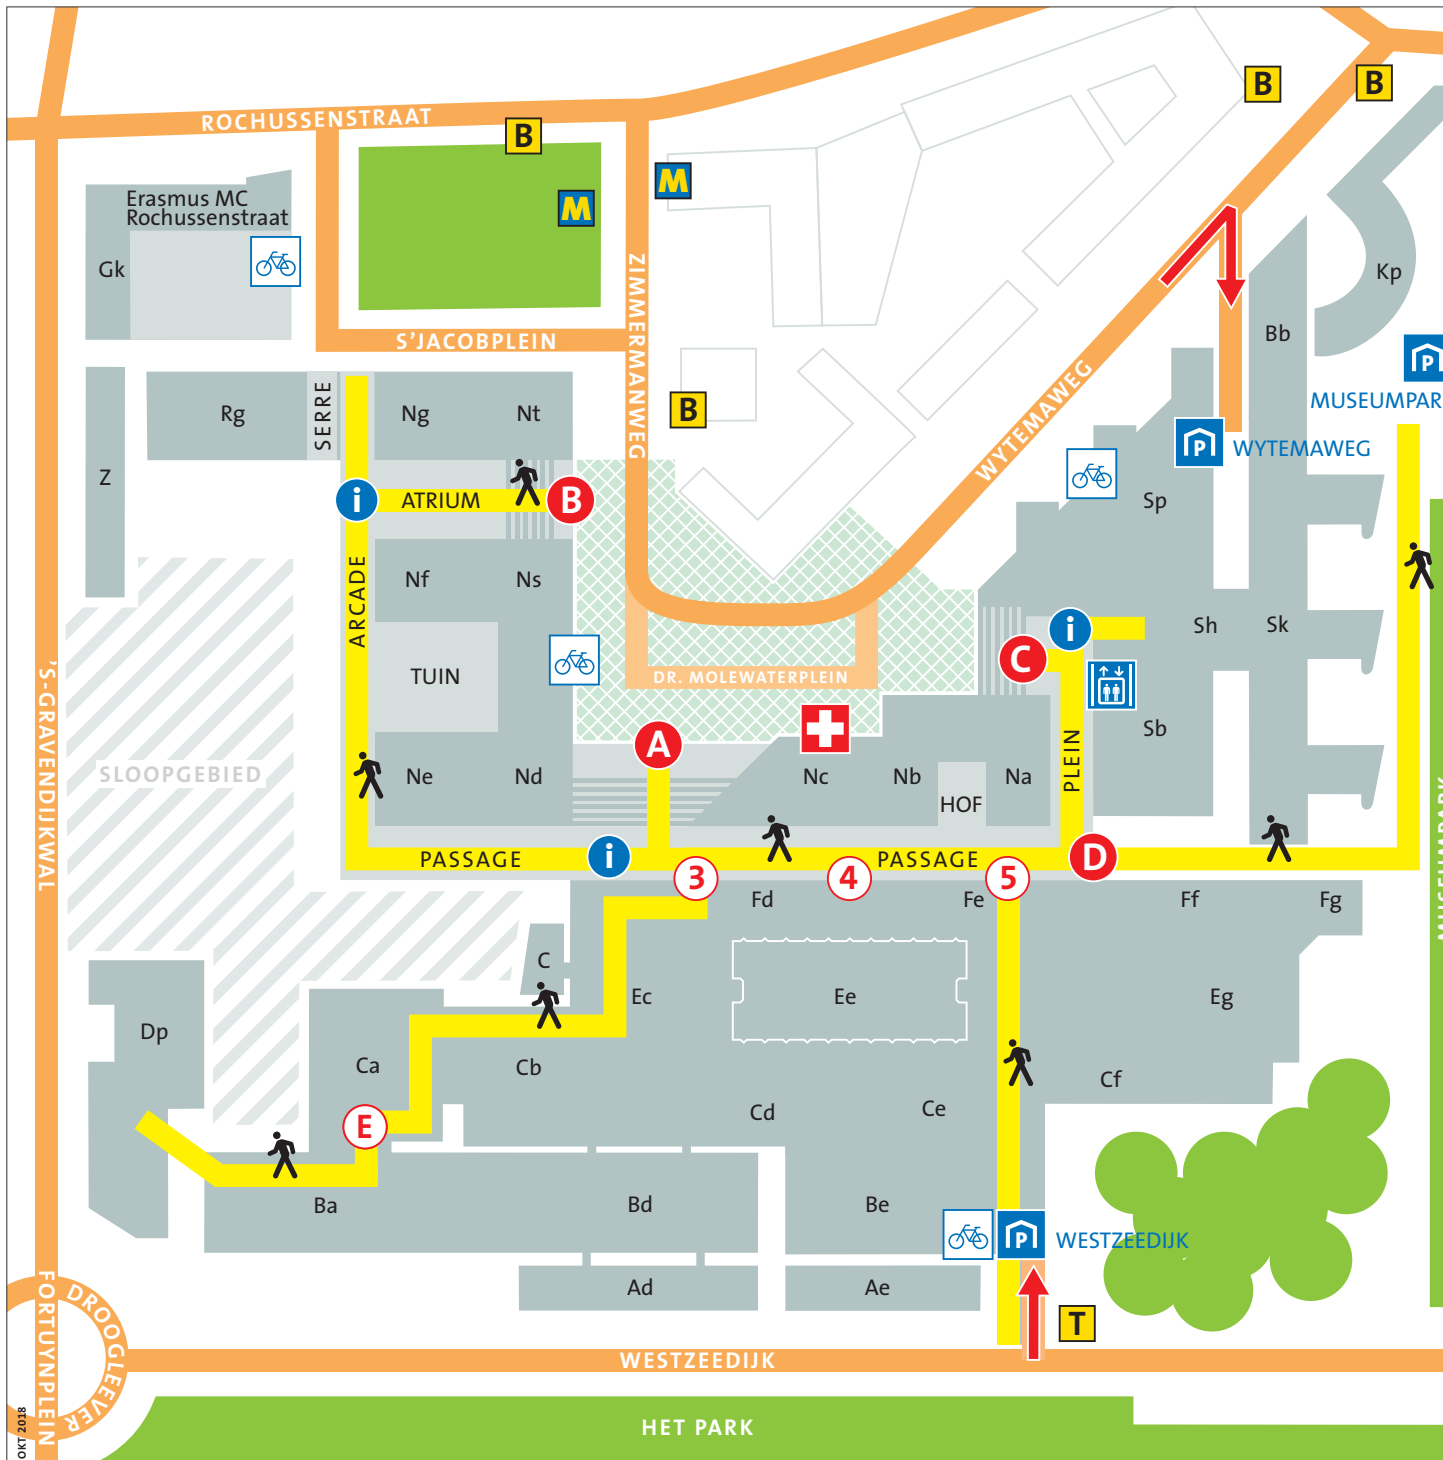 B
B
ROCHUSSENSTRAAT
B
M
M
Erasmus MC
Rochussenstraat
Gk
ZIMMERMANWEG
Kp
S'JACOBPLEIN
Bb
P
MUSEUMPAR
WYTEMAWEG
B
Rg
SERRE
Ng
Nt
P
WYTEMAWEG
Z
i
ATRIUM
B
Sp
ARCADE
Nf
Ns
i
Sh
Sk
C
TUIN
DR. MOLEWATERPLEIN
'S-GRAVENDIJKWAL
A
Sb
PLEIN
SLOOPGEBIED
Ne
Nd
Nc
Nb
Na
HOF
MUSEUMPARK
PASSAGE
i
PASSAGE
D
3
4
5
Fd
Fe
Ff
Fg
C
Ec
Ee
Eg
Dp
Ca
Cb
Cf
Cd
Ce
E
Ba
Bd
Be
P
WESTZEEDIJK
Ad
Ae
T
DROOGLEEVER
FORTUYNPLEIN
WESTZEEDIJK
HET PARK
OKT 2018